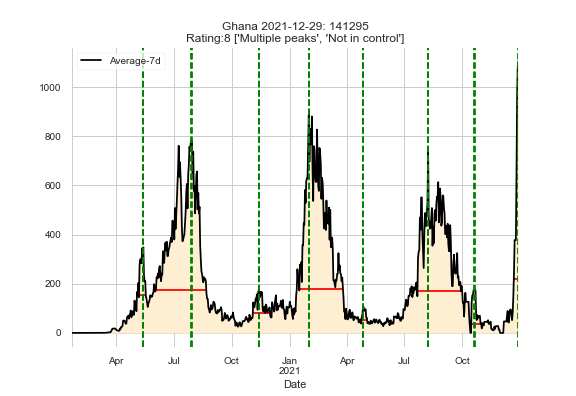 Ghana 2021-12-29: 141295
Rating:8 ['Multiple peaks', 'Not in control']
Average-7d
1000
800
600
400
200
0
Apr Jul Oct Jan Apr Jul Oct
2021
Date